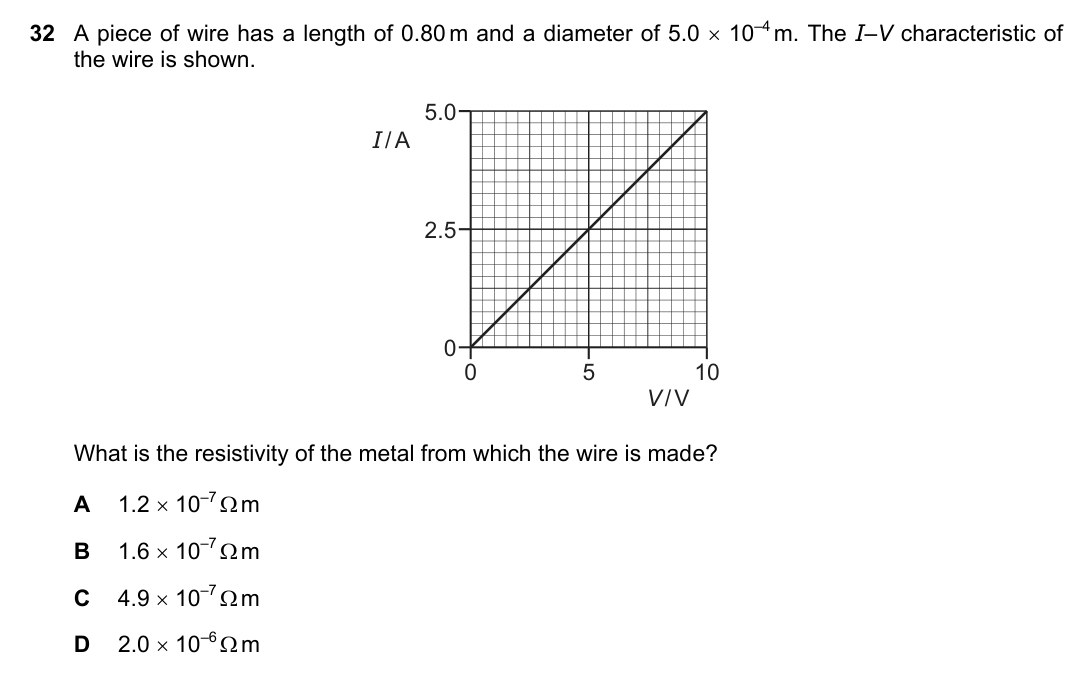 32 A piece of wire has a length of 0.80 m and a diameter of 5.0 × 10⁻⁴ m. The I–V characteristic of
the wire is shown.
5.0
I/A
2.5
0
0 5 10
V/V
What is the resistivity of the metal from which the wire is made?
A 1.2 × 10⁻⁷ Ω m
B 1.6 × 10⁻⁷ Ω m
C 4.9 × 10⁻⁷ Ω m
D 2.0 × 10⁻⁶ Ω m